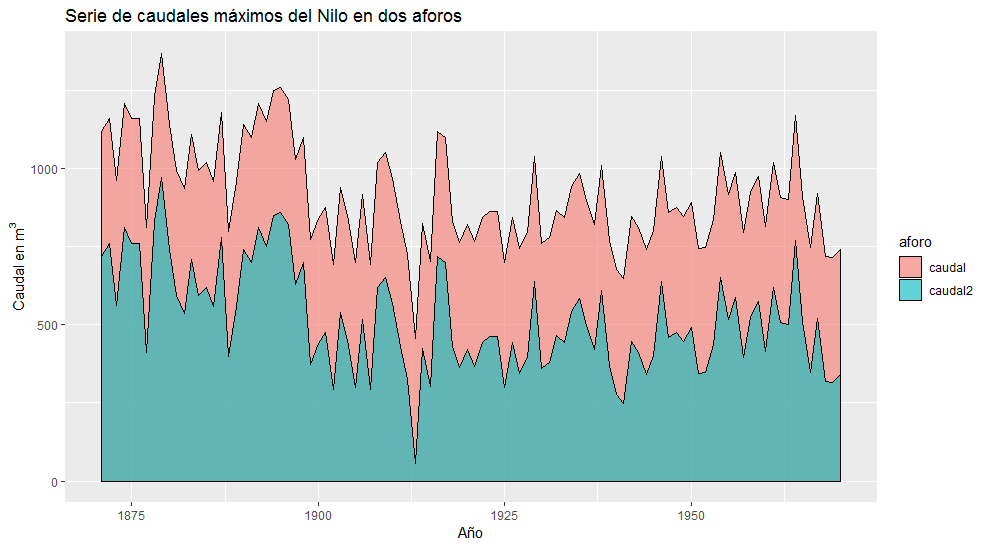 Serie de caudales máximos del Nilo en dos aforos
Caudal en m³
1000
500
0
1875
1900
1925
1950
Año
aforo
caudal
caudal2